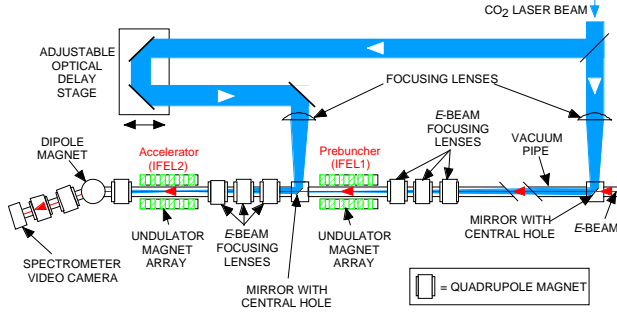 CO2 LASER BEAM
ADJUSTABLE
OPTICAL
DELAY
STAGE
FOCUSING LENSES
DIPOLE
MAGNET
Accelerator
(IFEL2)
Prebuncher
(IFEL1)
E-BEAM
FOCUSING
LENSES
VACUUM
PIPE
UNDULATOR
MAGNET
ARRAY
E-BEAM
FOCUSING
LENSES
UNDULATOR
MAGNET
ARRAY
MIRROR WITH
CENTRAL HOLE
E-BEAM
SPECTROMETER
VIDEO CAMERA
MIRROR WITH
CENTRAL HOLE
= QUADRUPOLE MAGNET